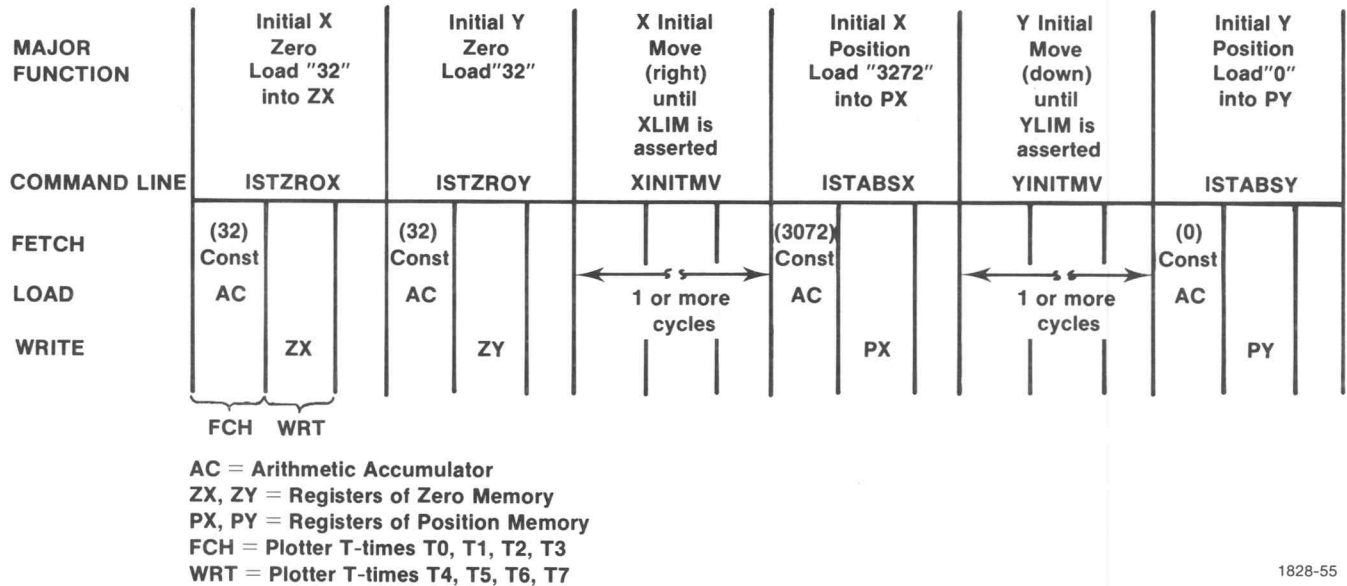 MAJOR
FUNCTION
Initial X
Zero
Load "32"
into ZX
Initial Y
Zero
Load"32"
X Initial
Move
(right)
until
XLIM is
asserted
Initial X
Position
Load "3272"
into PX
Y Initial
Move
(down)
until
YLIM is
asserted
Initial Y
Position
Load"0"
into PY
COMMAND LINE
ISTZROX
ISTZROY
XINITMV
ISTABSX
YINITMV
ISTABSY
FETCH
(32)
Const
(32)
Const
(3072)
Const
(0)
Const
LOAD
AC
AC
1 or more
cycles
AC
1 or more
cycles
AC
WRITE
ZX
ZY
PX
PY
FCH
WRT
AC = Arithmetic Accumulator
ZX, ZY = Registers of Zero Memory
PX, PY = Registers of Position Memory
FCH = Plotter T-times T0, T1, T2, T3
WRT = Plotter T-times T4, T5, T6, T7
1828-55